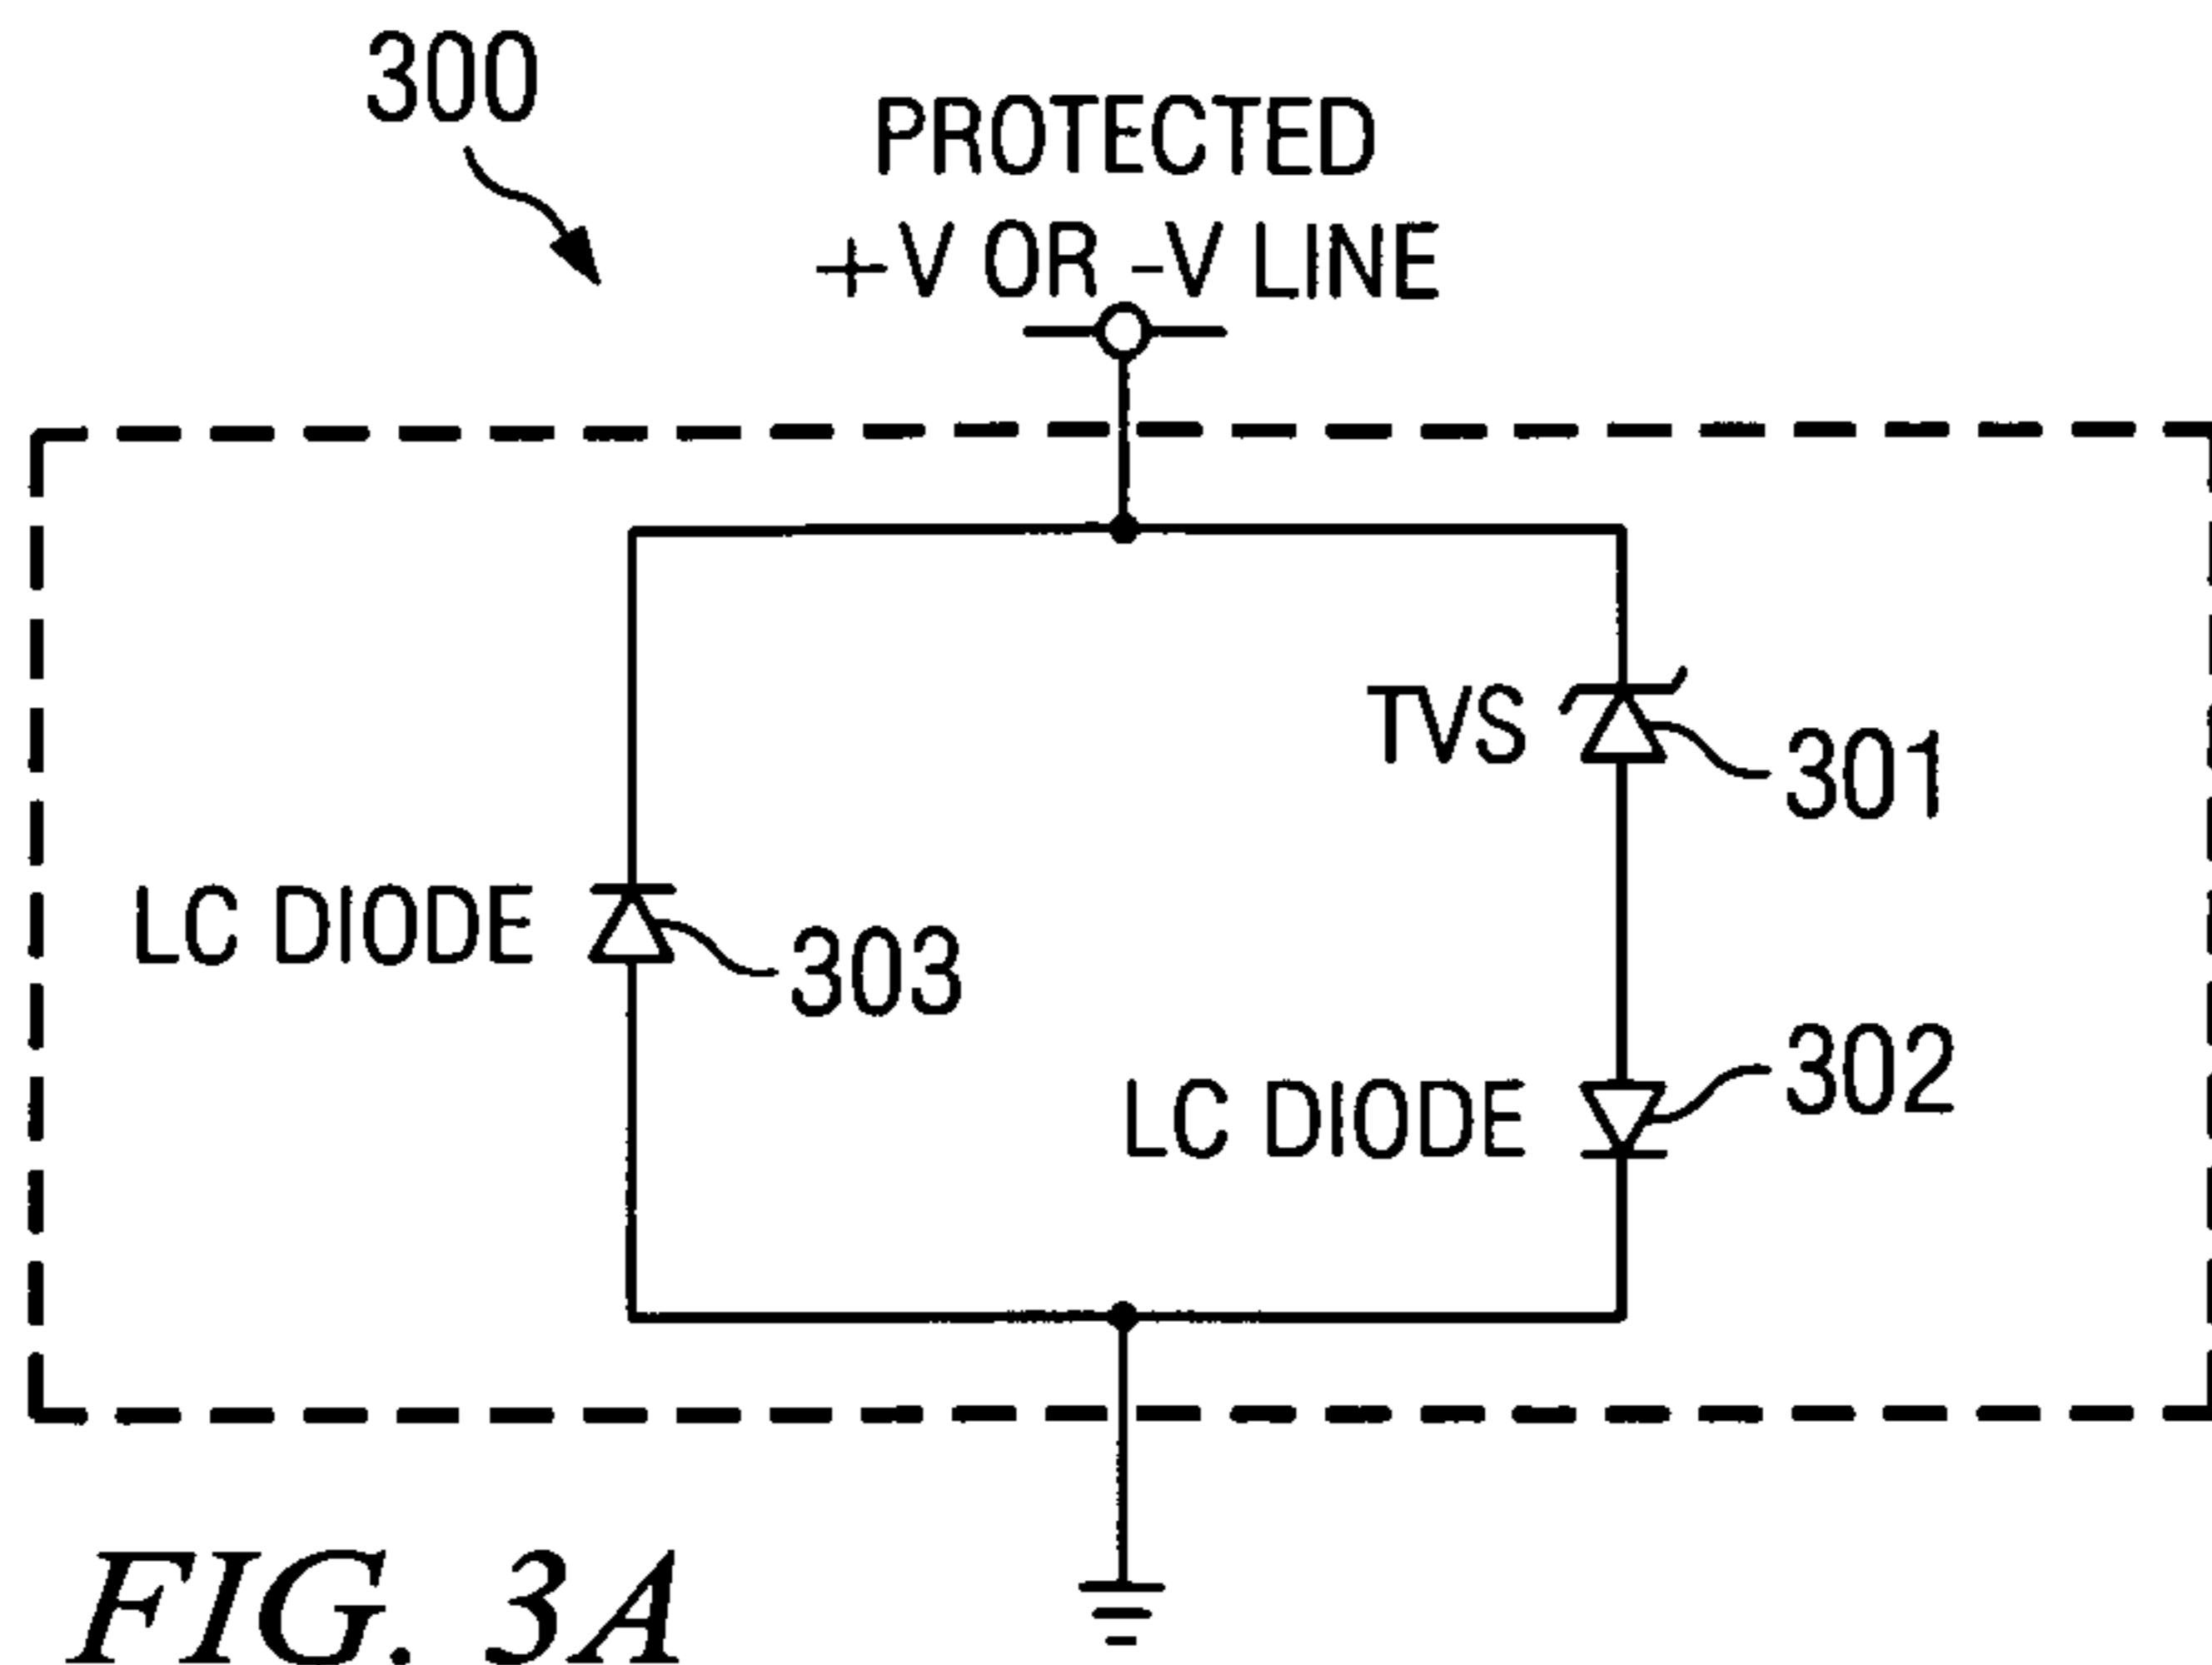 300
PROTECTED
+V OR -V LINE
TVS
301
LC DIODE
303
302
LC DIODE
FIG. 3A